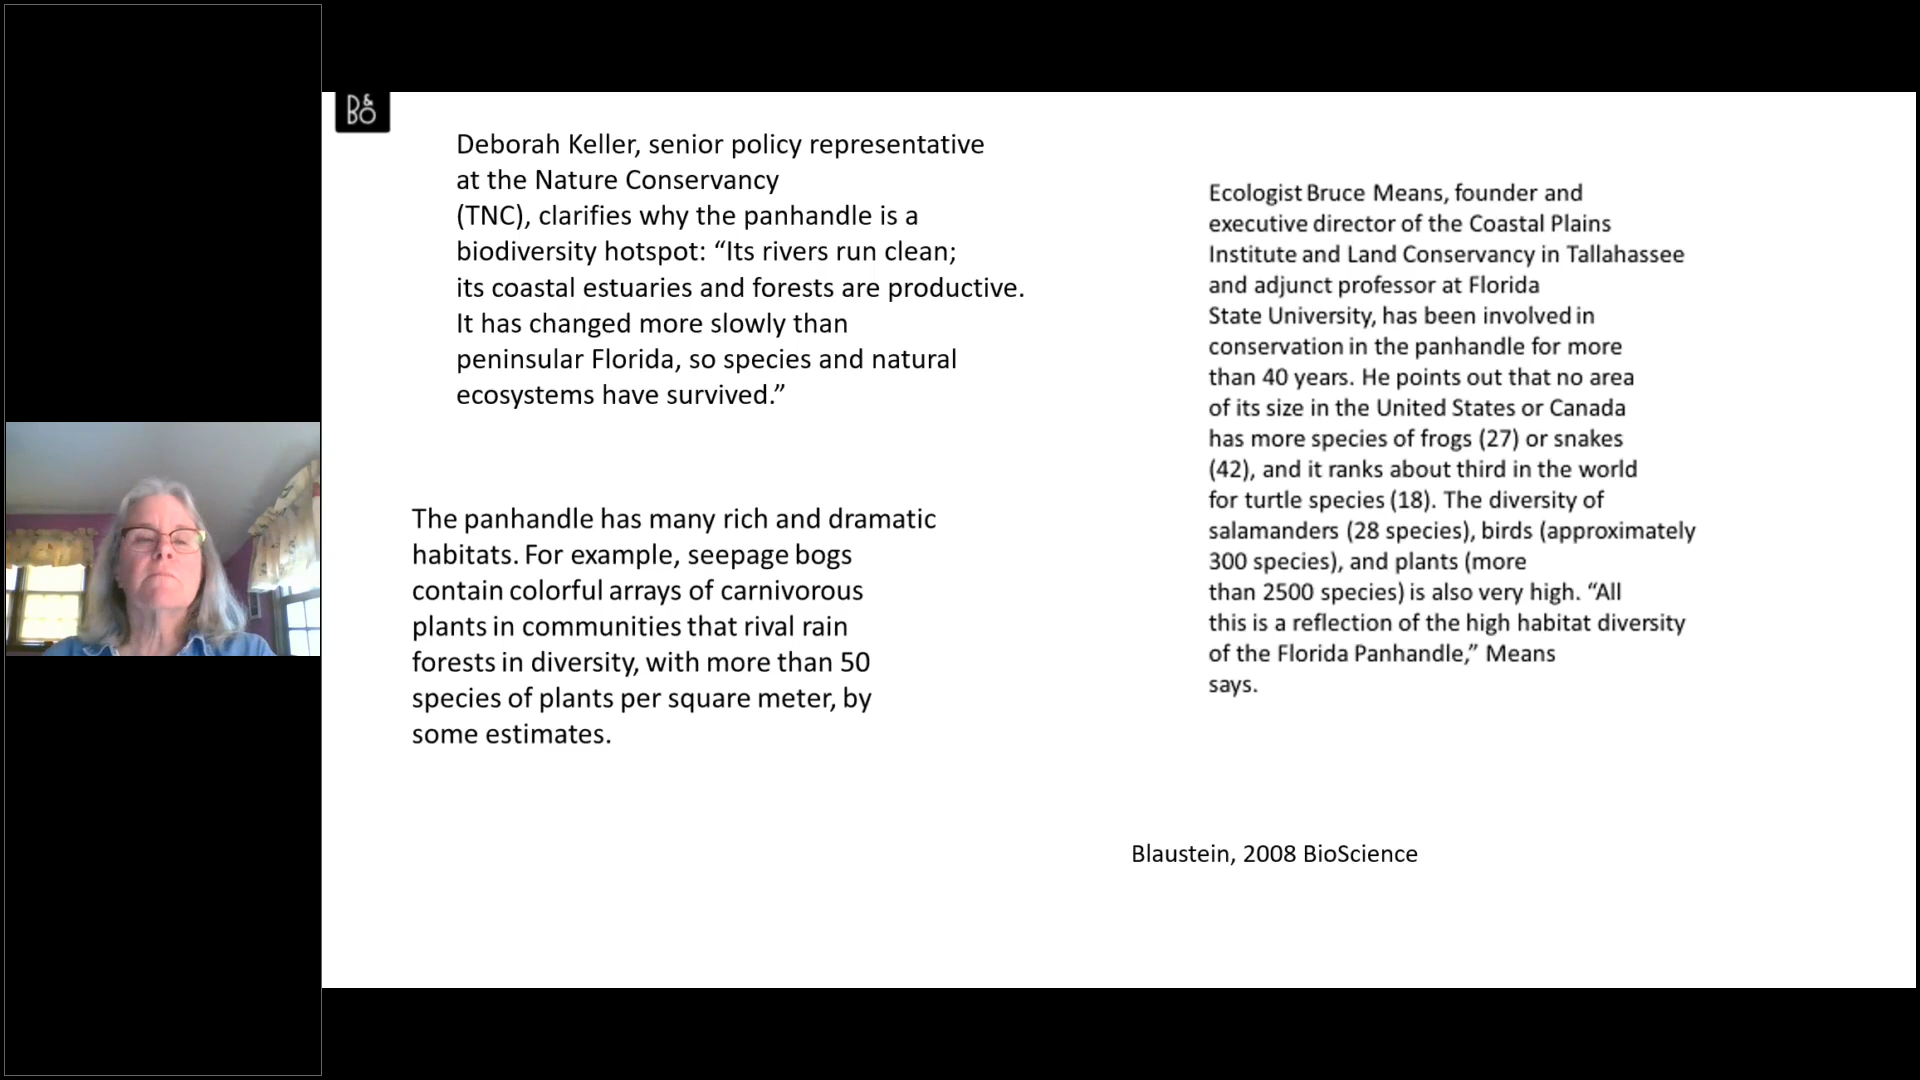 B&O
Deborah Keller, senior policy representative
at the Nature Conservancy
(TNC), clarifies why the panhandle is a
biodiversity hotspot: “Its rivers run clean;
its coastal estuaries and forests are productive.
It has changed more slowly than
peninsular Florida, so species and natural
ecosystems have survived.”
The panhandle has many rich and dramatic
habitats. For example, seepage bogs
contain colorful arrays of carnivorous
plants in communities that rival rain
forests in diversity, with more than 50
species of plants per square meter, by
some estimates.
Ecologist Bruce Means, founder and
executive director of the Coastal Plains
Institute and Land Conservancy in Tallahassee
and adjunct professor at Florida
State University, has been involved in
conservation in the panhandle for more
than 40 years. He points out that no area
of its size in the United States or Canada
has more species of frogs (27) or snakes
(42), and it ranks about third in the world
for turtle species (18). The diversity of
salamanders (28 species), birds (approximately
300 species), and plants (more
than 2500 species) is also very high. “All
this is a reflection of the high habitat diversity
of the Florida Panhandle,” Means
says.
Blaustein, 2008 BioScience